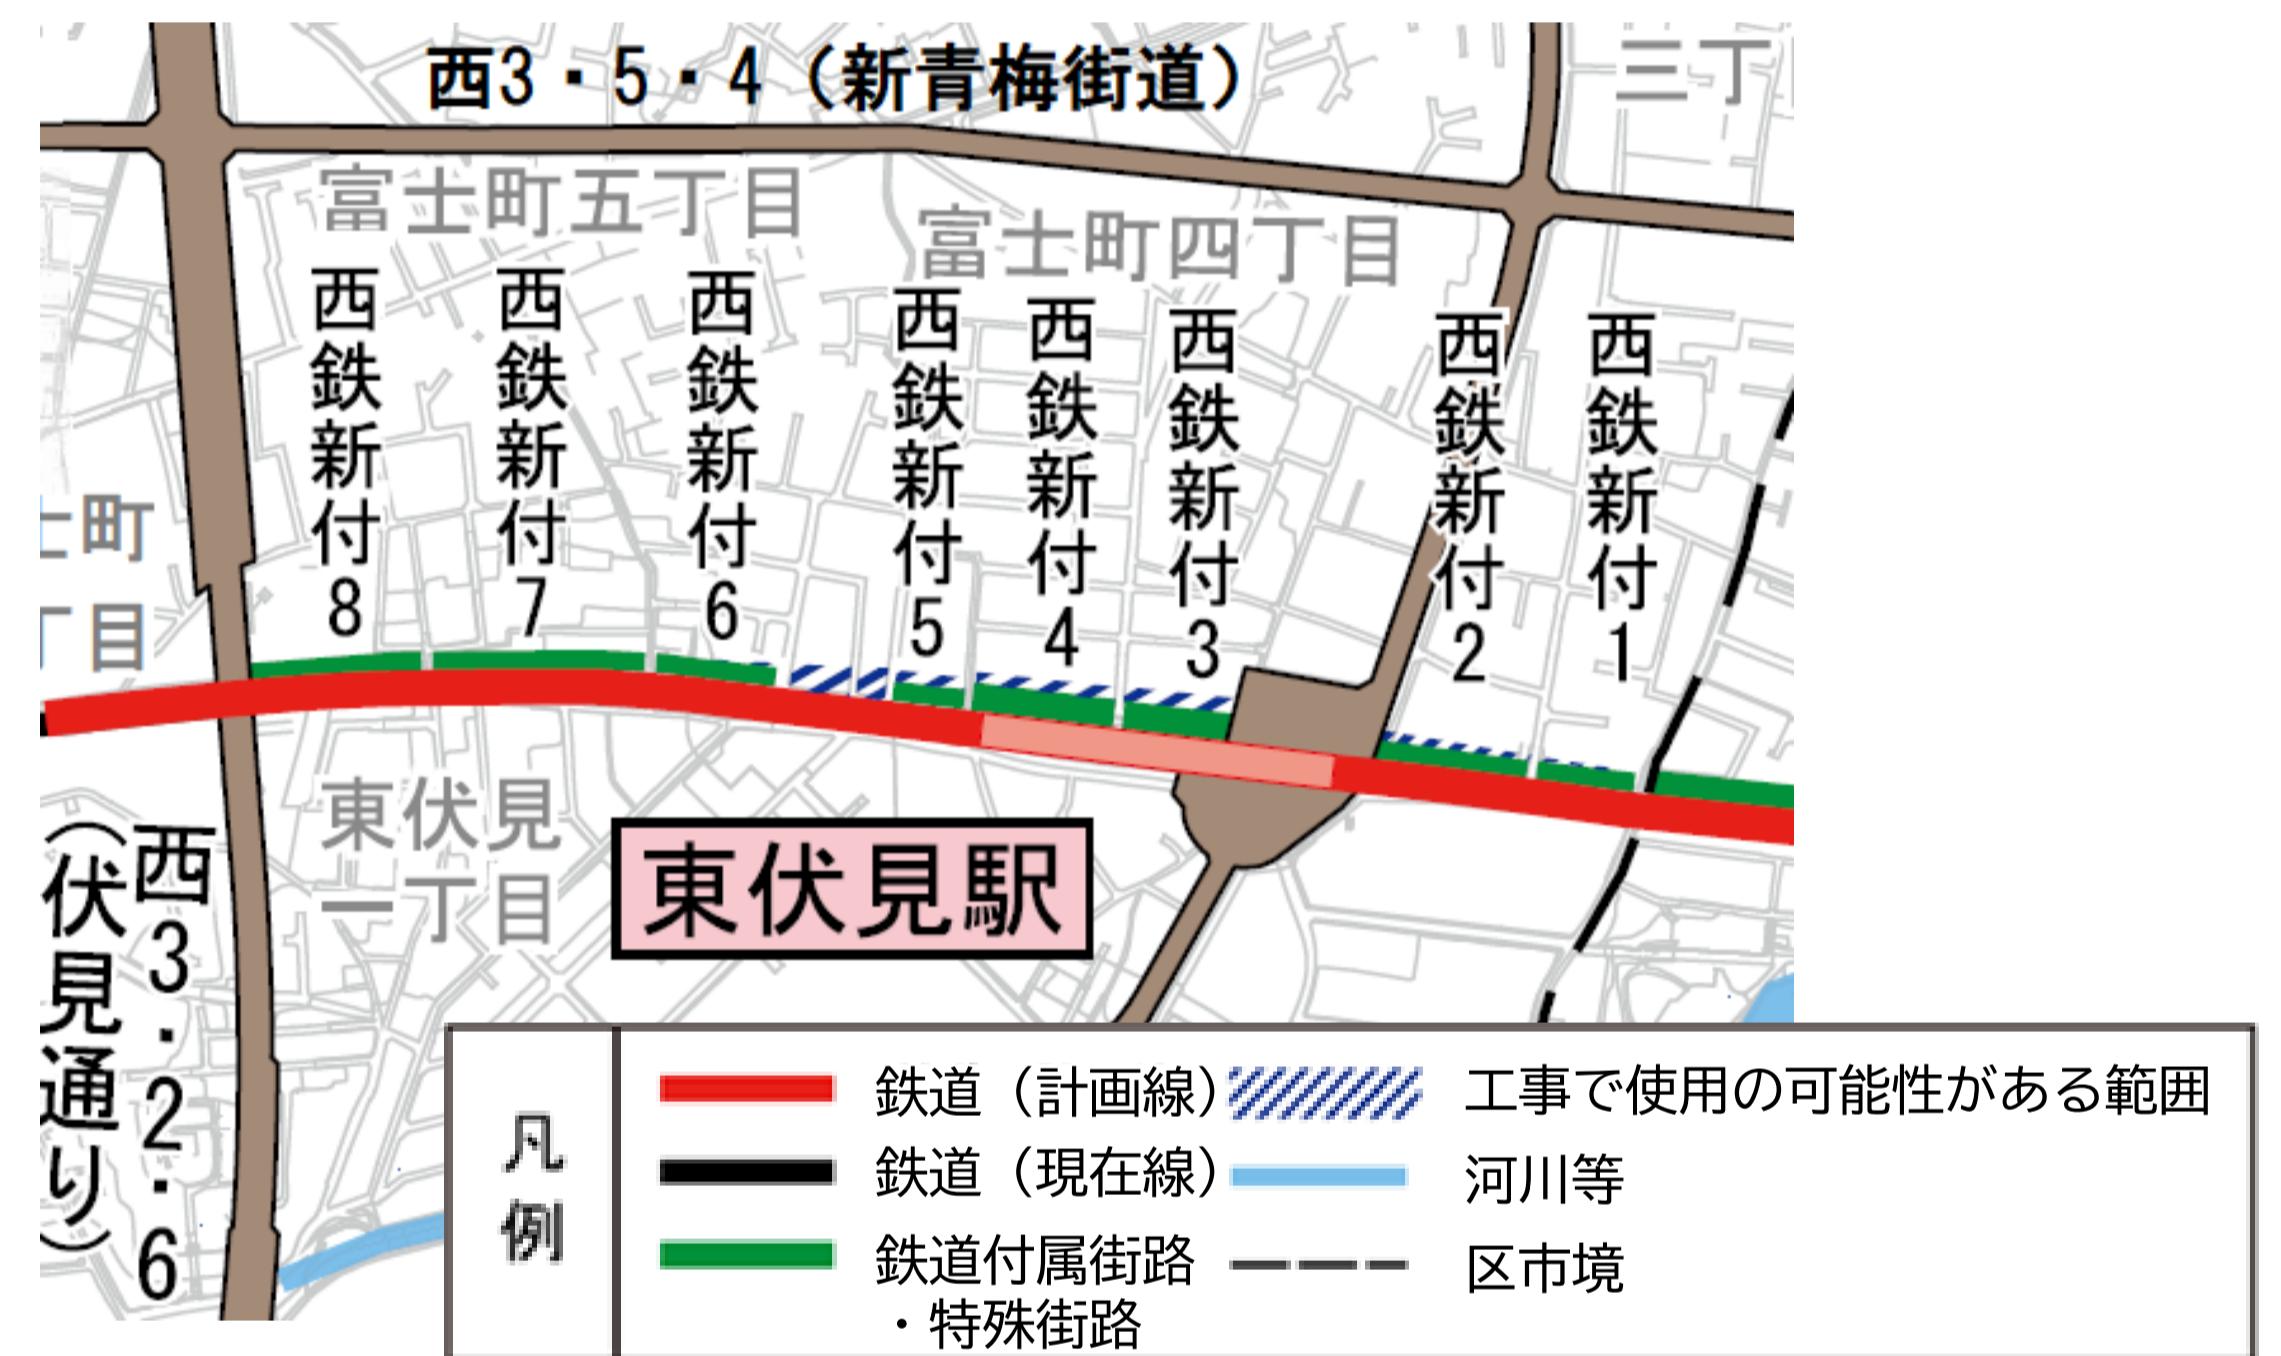 西3・5・4（新青梅街道）
三丁
富士町五丁目
富士町四丁目
西鉄新付8
西鉄新付7
西鉄新付6
西鉄新付5
西鉄新付4
西鉄新付3
西鉄新付2
西鉄新付1
士町
丁目
東伏見
一丁目
東伏見駅
西3・2・6
（伏見通り）
凡例
鉄道（計画線）
鉄道（現在線）
鉄道付属街路
・特殊街路
工事で使用の可能性がある範囲
河川等
区市境